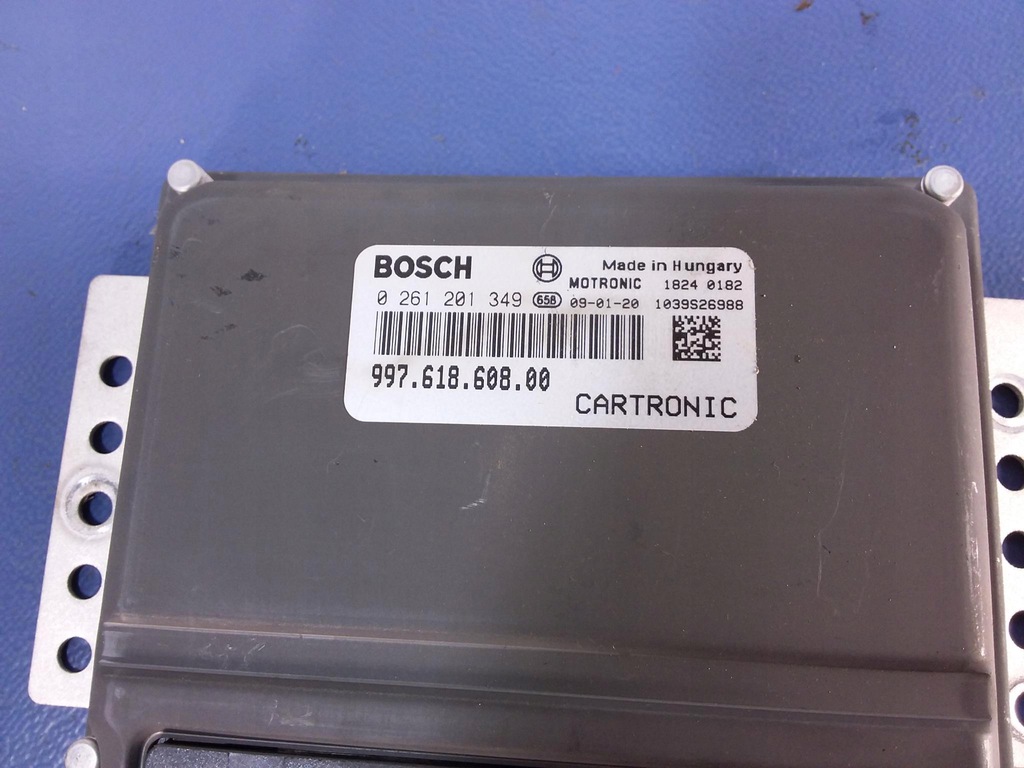 BOSCH
Made in Hungary
MOTRONIC 1824 0182
0 261 201 349 658 09-01-20 1039S26988
997.618.608.00
CARTRONIC